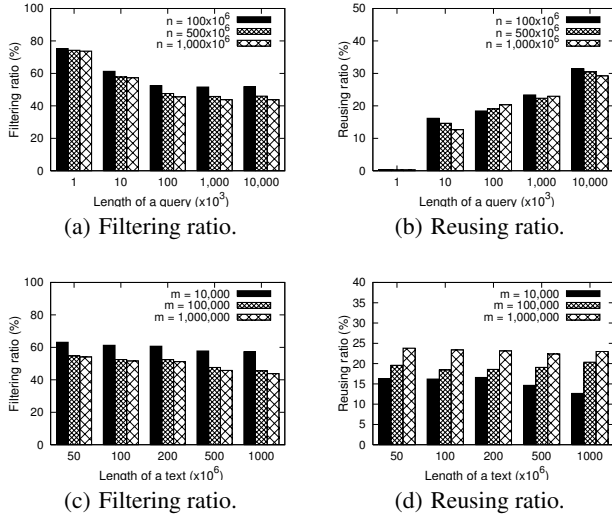 100
80
60
40
20
0
Filtering ratio (%)
n = 100x10^6
n = 500x10^6
n = 1,000x10^6
1 10 100 1,000 10,000
Length of a query (x10^3)
(a) Filtering ratio.
50
40
30
20
10
0
Reusing ratio (%)
n = 100x10^6
n = 500x10^6
n = 1,000x10^6
1 10 100 1,000 10,000
Length of a query (x10^3)
(b) Reusing ratio.
100
80
60
40
20
0
Filtering ratio (%)
m = 10,000
m = 100,000
m = 1,000,000
50 100 200 500 1000
Length of a text (x10^6)
(c) Filtering ratio.
40
35
30
25
20
15
10
5
0
Reusing ratio (%)
m = 10,000
m = 100,000
m = 1,000,000
50 100 200 500 1000
Length of a text (x10^6)
(d) Reusing ratio.